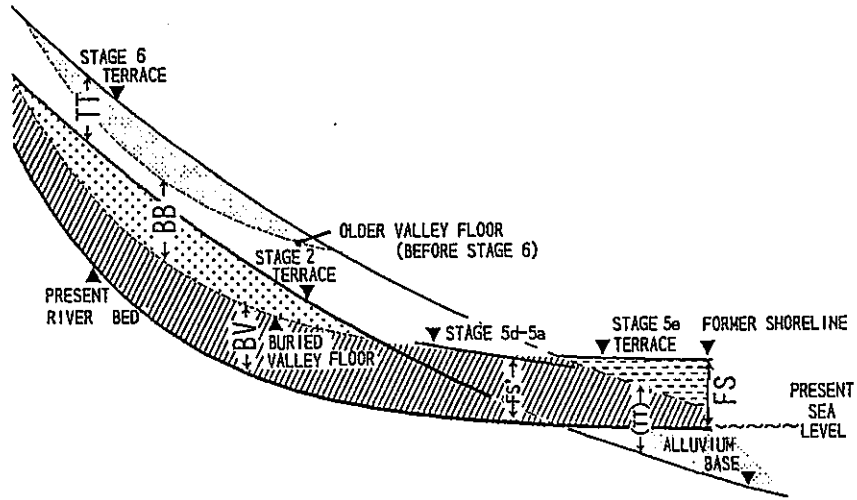 STAGE 6
TERRACE
TT
BB
OLDER VALLEY FLOOR
(BEFORE STAGE 6)
STAGE 2
TERRACE
PRESENT
RIVER BED
BV
BURIED
VALLEY FLOOR
STAGE 5d-5a
STAGE 5e
TERRACE
FORMER SHORELINE
FS'
FS
(TT)
PRESENT
SEA
LEVEL
ALLUVIUM
BASE